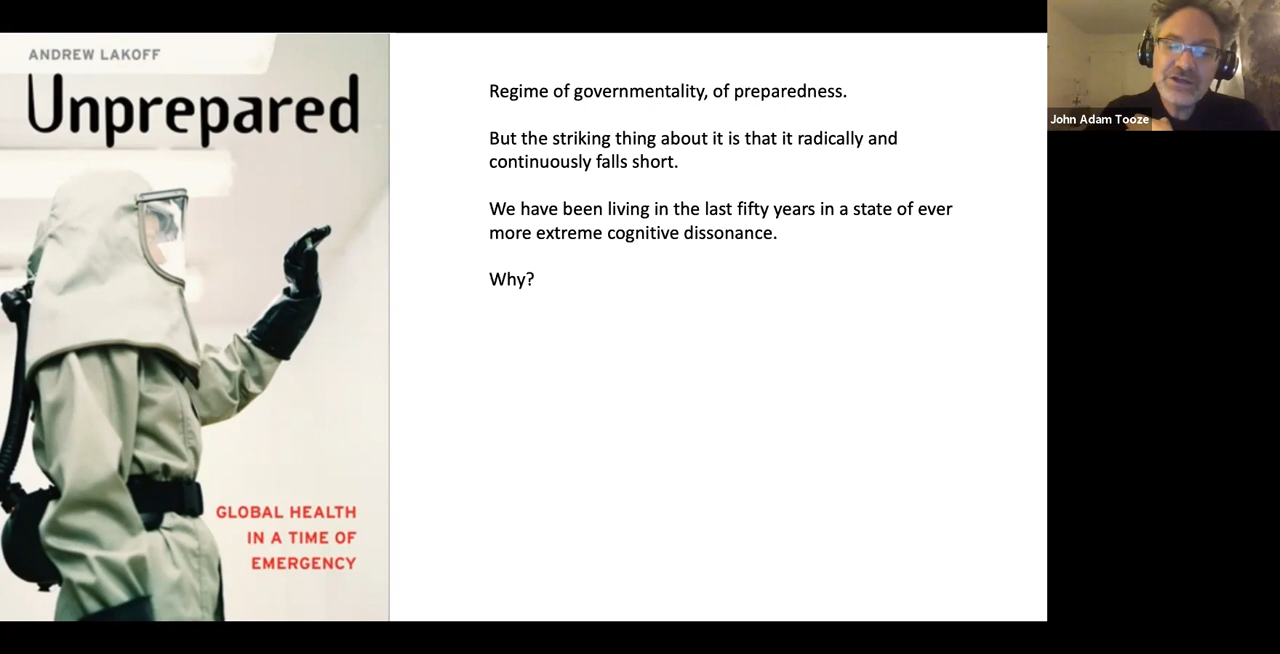 ANDREW LAKOFF
Unprepared
GLOBAL HEALTH
IN A TIME OF
EMERGENCY
Regime of governmentality, of preparedness.
But the striking thing about it is that it radically and
continuously falls short.
We have been living in the last fifty years in a state of ever
more extreme cognitive dissonance.
Why?
John Adam Tooze